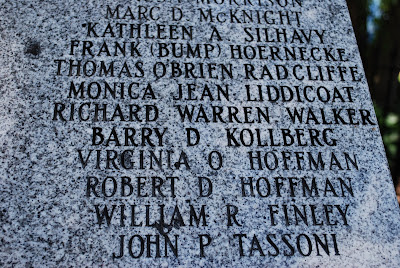 MORRISON
MARC D. MCKNIGHT
KATHLEEN A. SILHAVY
FRANK (BUMP) HOERNECKE
THOMAS O'BRIEN RADCLIFFE
MONICA JEAN LIDDICOAT
RICHARD WARREN WALKER
BARRY D KOLLBERG
VIRGINIA O HOFFMAN
ROBERT D HOFFMAN
WILLIAM R FINLEY
JOHN P TASSONI